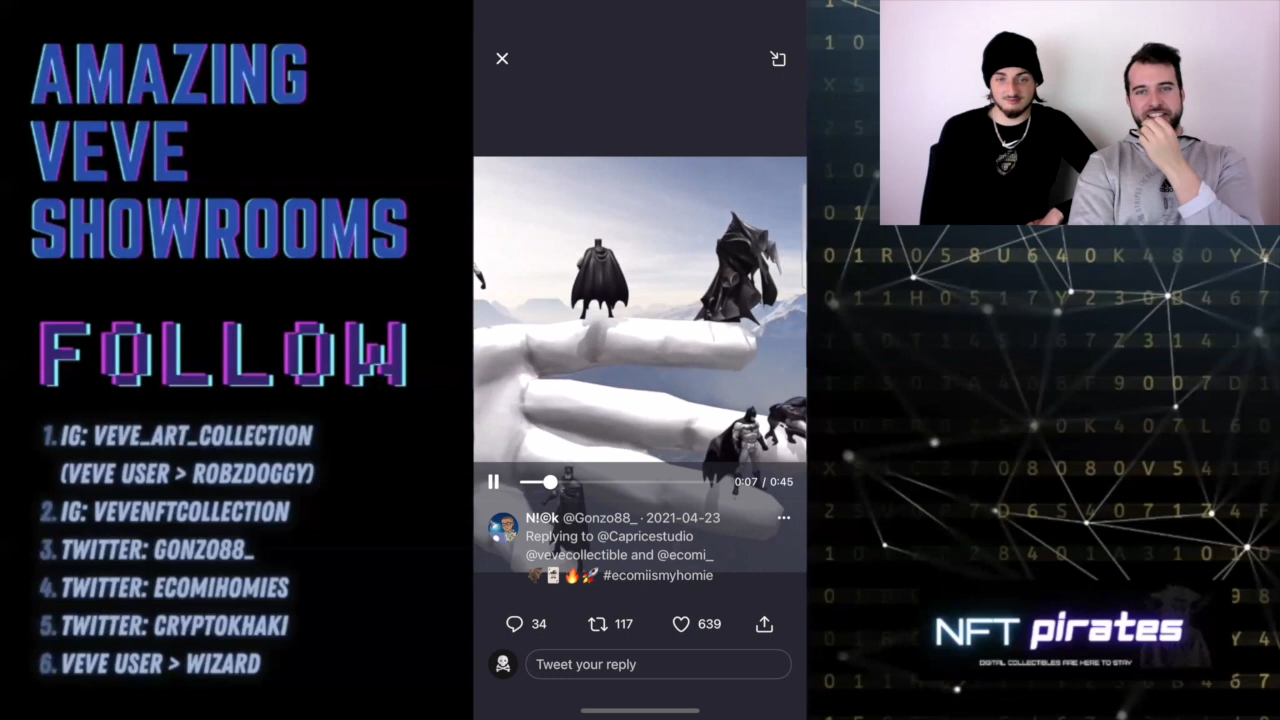 AMAZING
VEVE
SHOWROOMS
FOLLOW
1. IG: VEVE_ART_COLLECTION
(VEVE USER > ROBZDOGGY)
2. IG: VEVENFTCOLLECTION
3. TWITTER: GONZO88_
4. TWITTER: ECOMIHOMIES
5. TWITTER: CRYPTOKHAKI
6. VEVE USER > WIZARD
0:07 / 0:45
N!©k @Gonzo88_ · 2021-04-23
Replying to @Capricestudio
@vevecollectible and @ecomi_
#ecomiismyhomie
34 117 639
Tweet your reply
NFT pirates
DIGITAL COLLECTIBLES ARE HERE TO STAY